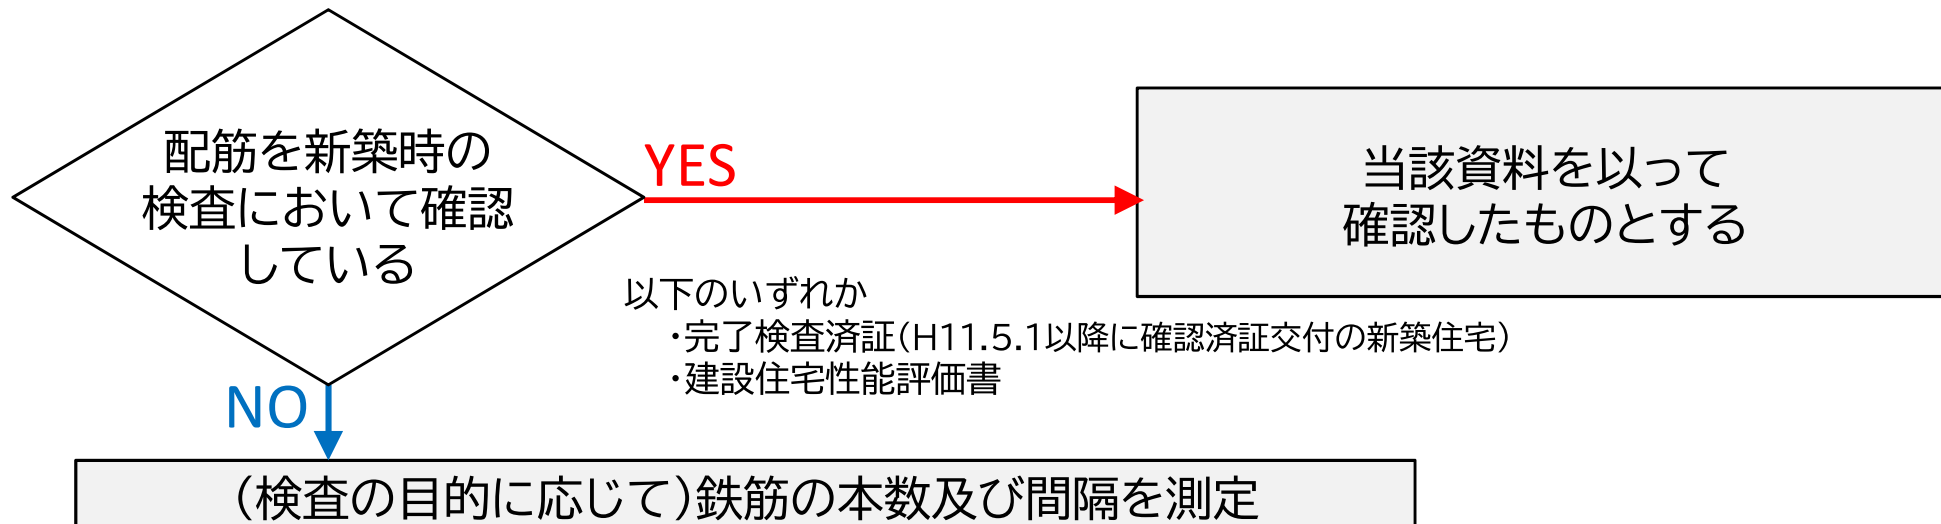 配筋を新築時の
検査において確認
している
YES
当該資料を以って
確認したものとする
以下のいずれか
・完了検査済証(H11.5.1以降に確認済証交付の新築住宅)
・建設住宅性能評価書
NO
(検査の目的に応じて)鉄筋の本数及び間隔を測定